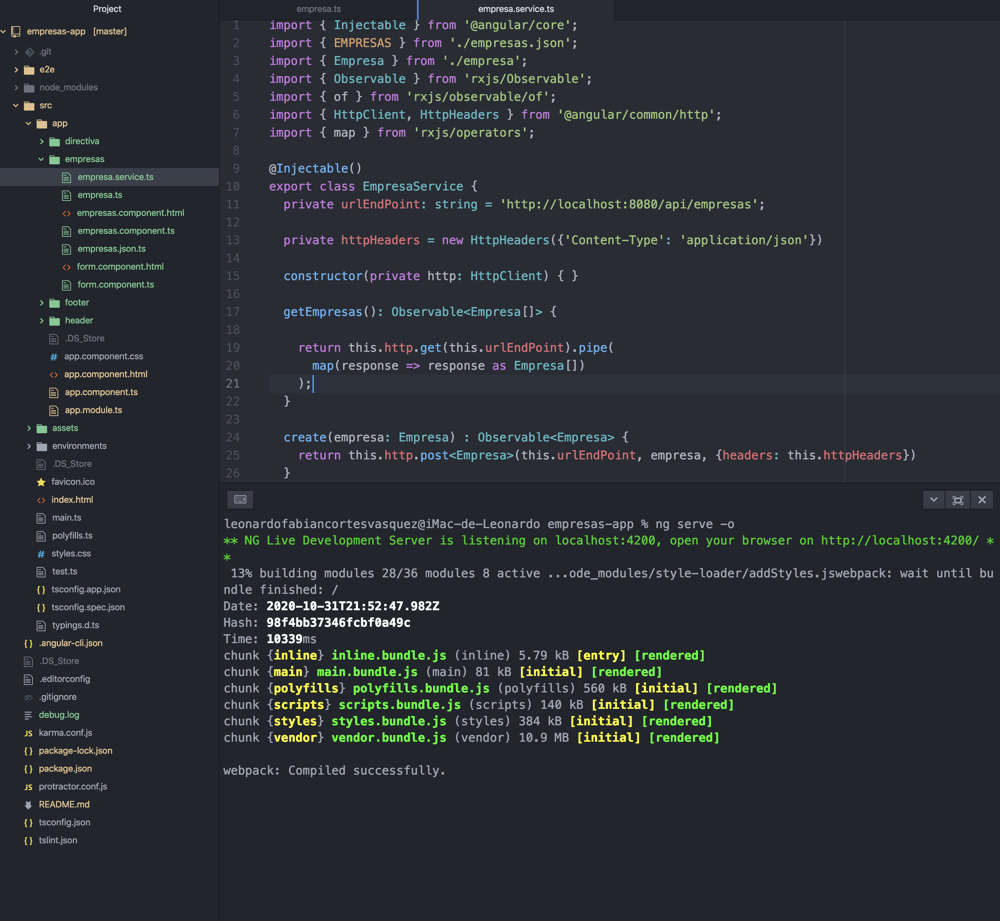 Project
empresas-app [master]
.git
e2e
node_modules
src
app
directiva
empresas
empresa.service.ts
empresa.ts
empresas.component.html
empresas.component.ts
empresas.json.ts
form.component.html
form.component.ts
footer
header
.DS_Store
app.component.css
app.component.html
app.component.ts
app.module.ts
assets
environments
.DS_Store
favicon.ico
index.html
main.ts
polyfills.ts
styles.css
test.ts
tsconfig.app.json
tsconfig.spec.json
typings.d.ts
.angular-cli.json
.DS_Store
.editorconfig
.gitignore
debug.log
karma.conf.js
package-lock.json
package.json
protractor.conf.js
README.md
tsconfig.json
tslint.json
empresa.ts
empresa.service.ts
1 import { Injectable } from '@angular/core';
2 import { EMPRESAS } from './empresas.json';
3 import { Empresa } from './empresa';
4 import { Observable } from 'rxjs/Observable';
5 import { of } from 'rxjs/observable/of';
6 import { HttpClient, HttpHeaders } from '@angular/common/http';
7 import { map } from 'rxjs/operators';
8
9 @Injectable()
10 export class EmpresaService {
11 private urlEndPoint: string = 'http://localhost:8080/api/empresas';
12
13 private httpHeaders = new HttpHeaders({'Content-Type': 'application/json'})
14
15 constructor(private http: HttpClient) { }
16
17 getEmpresas(): Observable<Empresa[]> {
18
19 return this.http.get(this.urlEndPoint).pipe(
20 map(response => response as Empresa[])
21 );
22 }
23
24 create(empresa: Empresa) : Observable<Empresa> {
25 return this.http.post<Empresa>(this.urlEndPoint, empresa, {headers: this.httpHeaders})
26 }
leonardofabiancortesvasquez@iMac-de-Leonardo empresas-app % ng serve -o
** NG Live Development Server is listening on localhost:4200, open your browser on http://localhost:4200/ *
*
13% building modules 28/36 modules 8 active ...ode_modules/style-loader/addStyles.jswebpack: wait until bu
ndle finished: /
Date: 2020-10-31T21:52:47.982Z
Hash: 98f4bb37346fcbf0a49c
Time: 10339ms
chunk {inline} inline.bundle.js (inline) 5.79 kB [entry] [rendered]
chunk {main} main.bundle.js (main) 81 kB [initial] [rendered]
chunk {polyfills} polyfills.bundle.js (polyfills) 560 kB [initial] [rendered]
chunk {scripts} scripts.bundle.js (scripts) 140 kB [initial] [rendered]
chunk {styles} styles.bundle.js (styles) 384 kB [initial] [rendered]
chunk {vendor} vendor.bundle.js (vendor) 10.9 MB [initial] [rendered]
webpack: Compiled successfully.